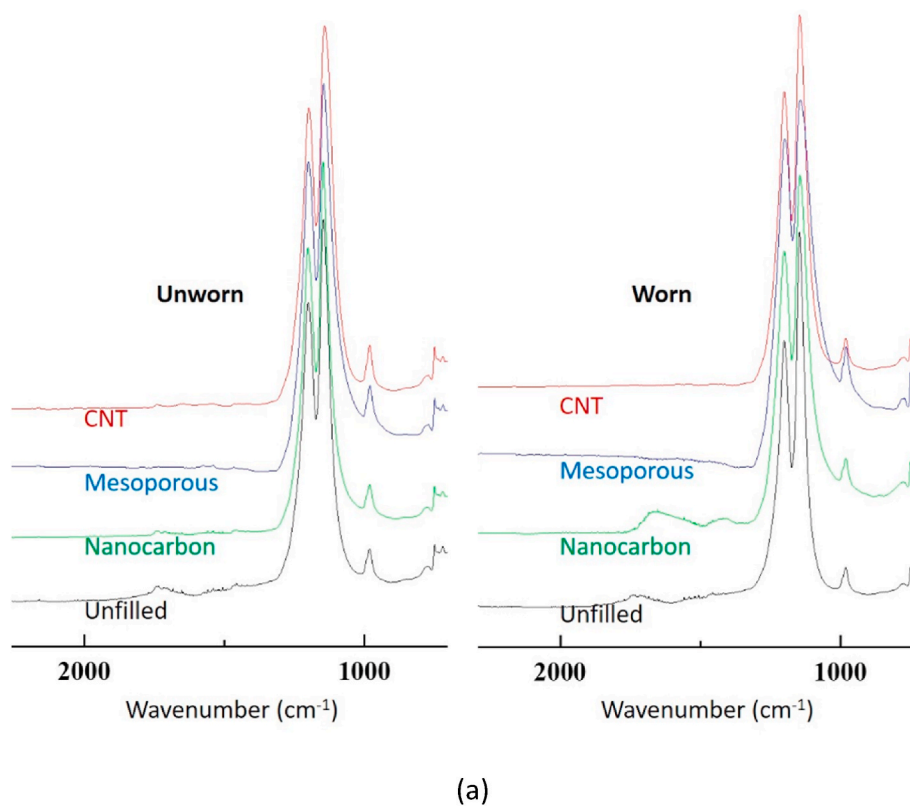 Unworn
CNT
Mesoporous
Nanocarbon
Unfilled
2000
1000
Wavenumber (cm⁻¹)
Worn
CNT
Mesoporous
Nanocarbon
Unfilled
2000
1000
Wavenumber (cm⁻¹)
(a)